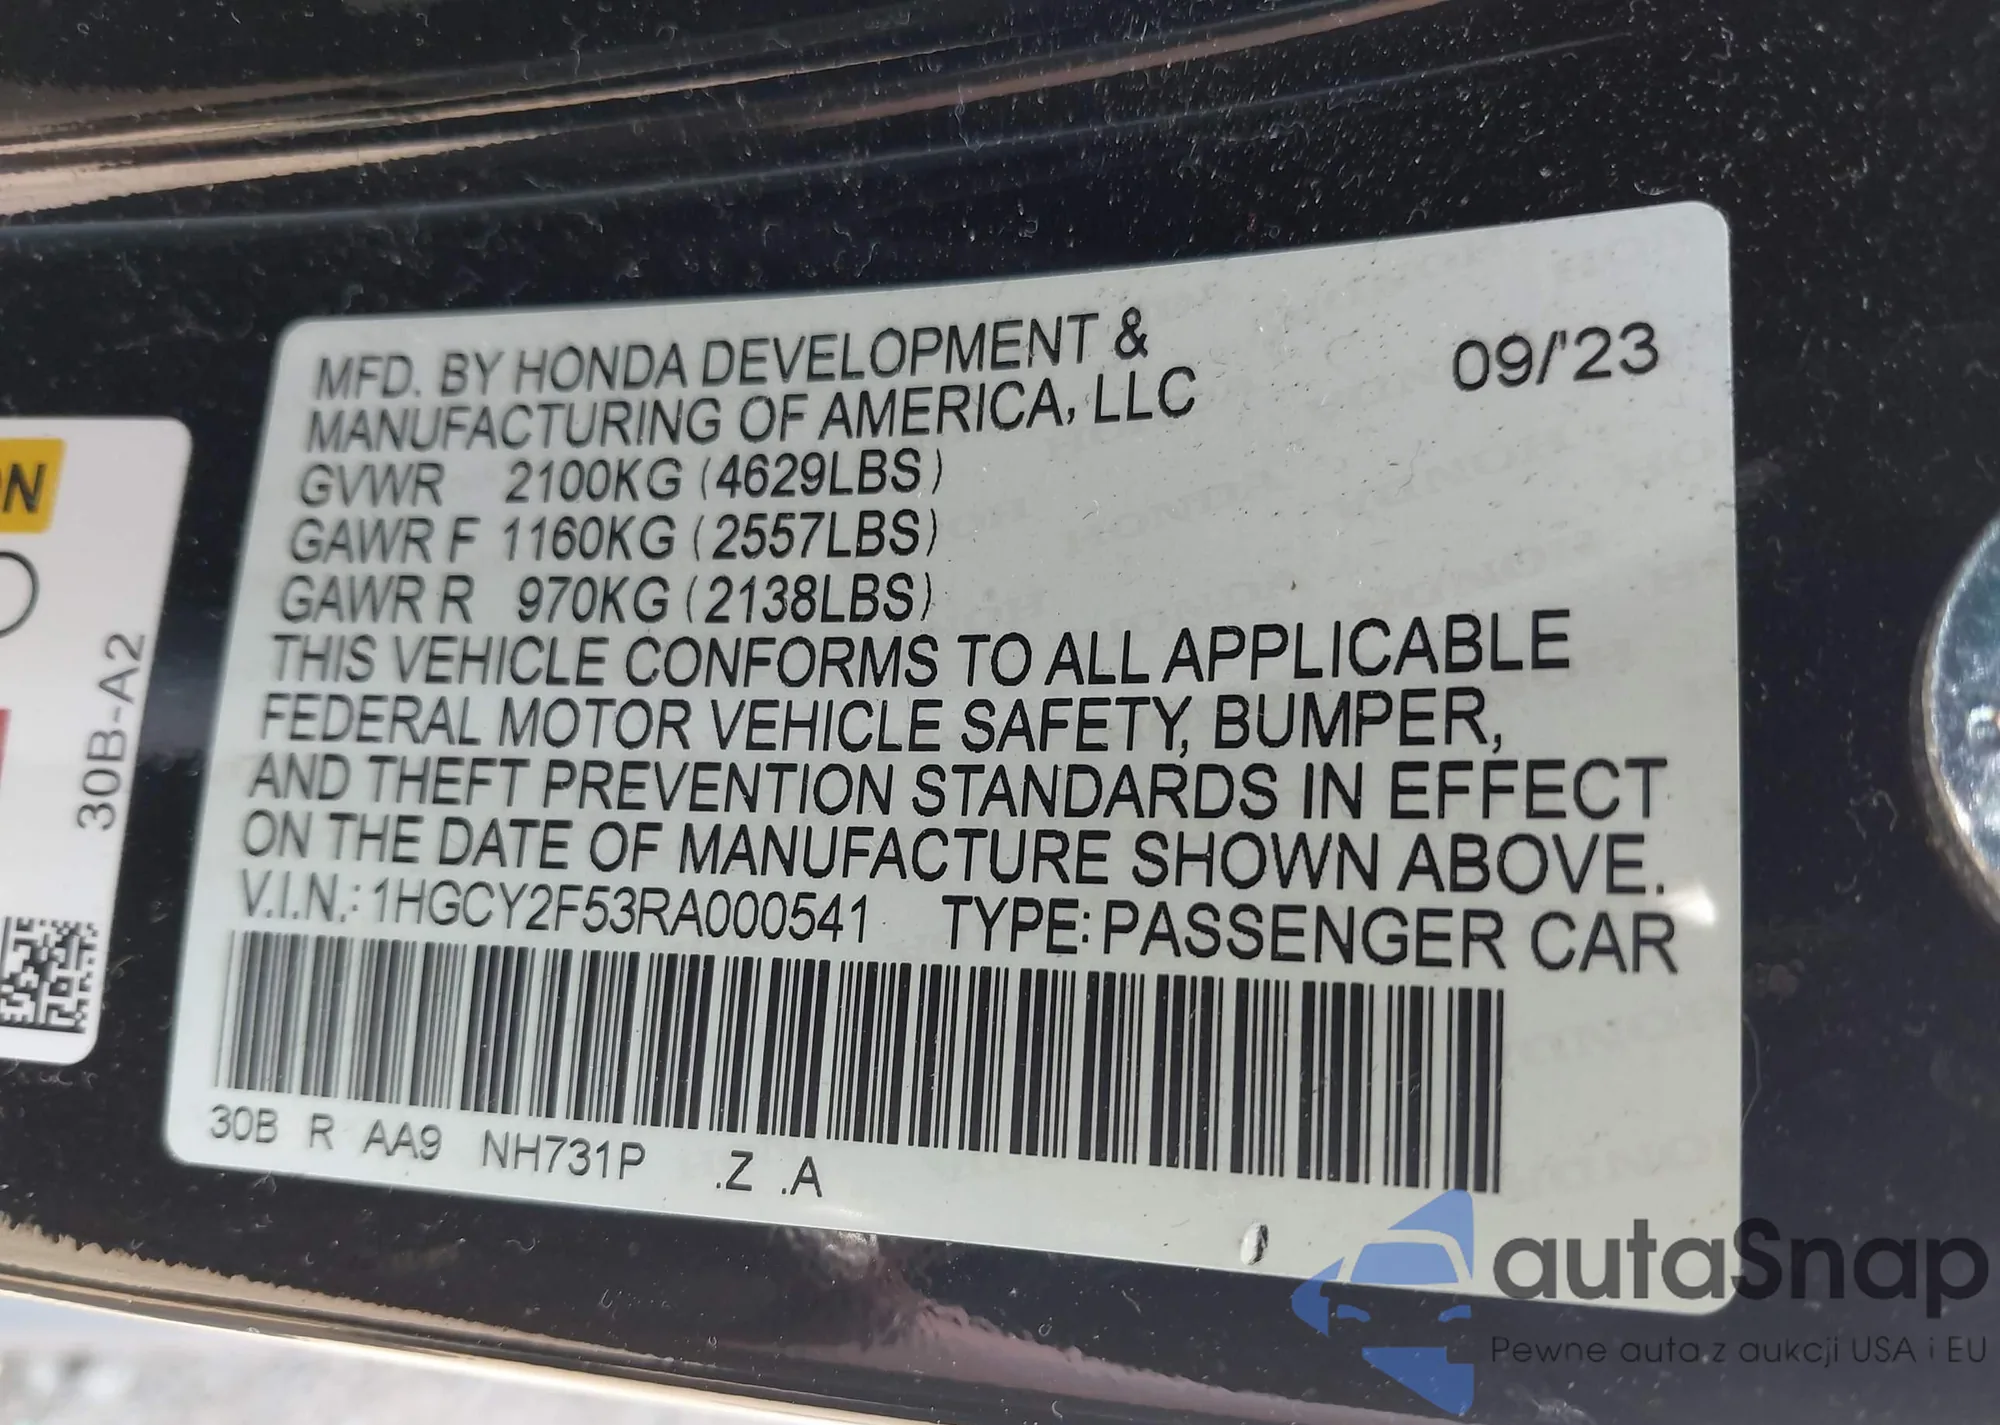 MFD. BY HONDA DEVELOPMENT &
MANUFACTURING OF AMERICA, LLC
09/'23
GVWR 2100KG (4629LBS)
GAWR F 1160KG (2557LBS)
GAWR R 970KG (2138LBS)
THIS VEHICLE CONFORMS TO ALL APPLICABLE
FEDERAL MOTOR VEHICLE SAFETY, BUMPER,
AND THEFT PREVENTION STANDARDS IN EFFECT
ON THE DATE OF MANUFACTURE SHOWN ABOVE.
V.I.N.: 1HGCY2F53RA000541 TYPE: PASSENGER CAR
30B R AA9 NH731P .Z .A
30B-A2
autaSnap
Pewne auta z aukcji USA i EU